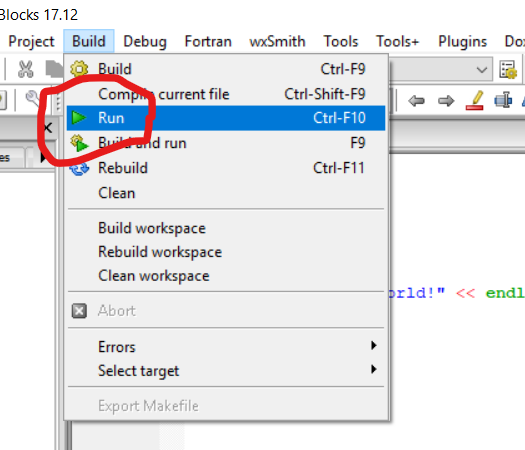 Blocks 17.12
Project Build Debug Fortran wxSmith Tools Tools+ Plugins Dox
Build Ctrl-F9
Compile current file Ctrl-Shift-F9
Run Ctrl-F10
Build and run F9
Rebuild Ctrl-F11
Clean
Build workspace
Rebuild workspace
Clean workspace
orld!" << endl
Abort
Errors
Select target
Export Makefile